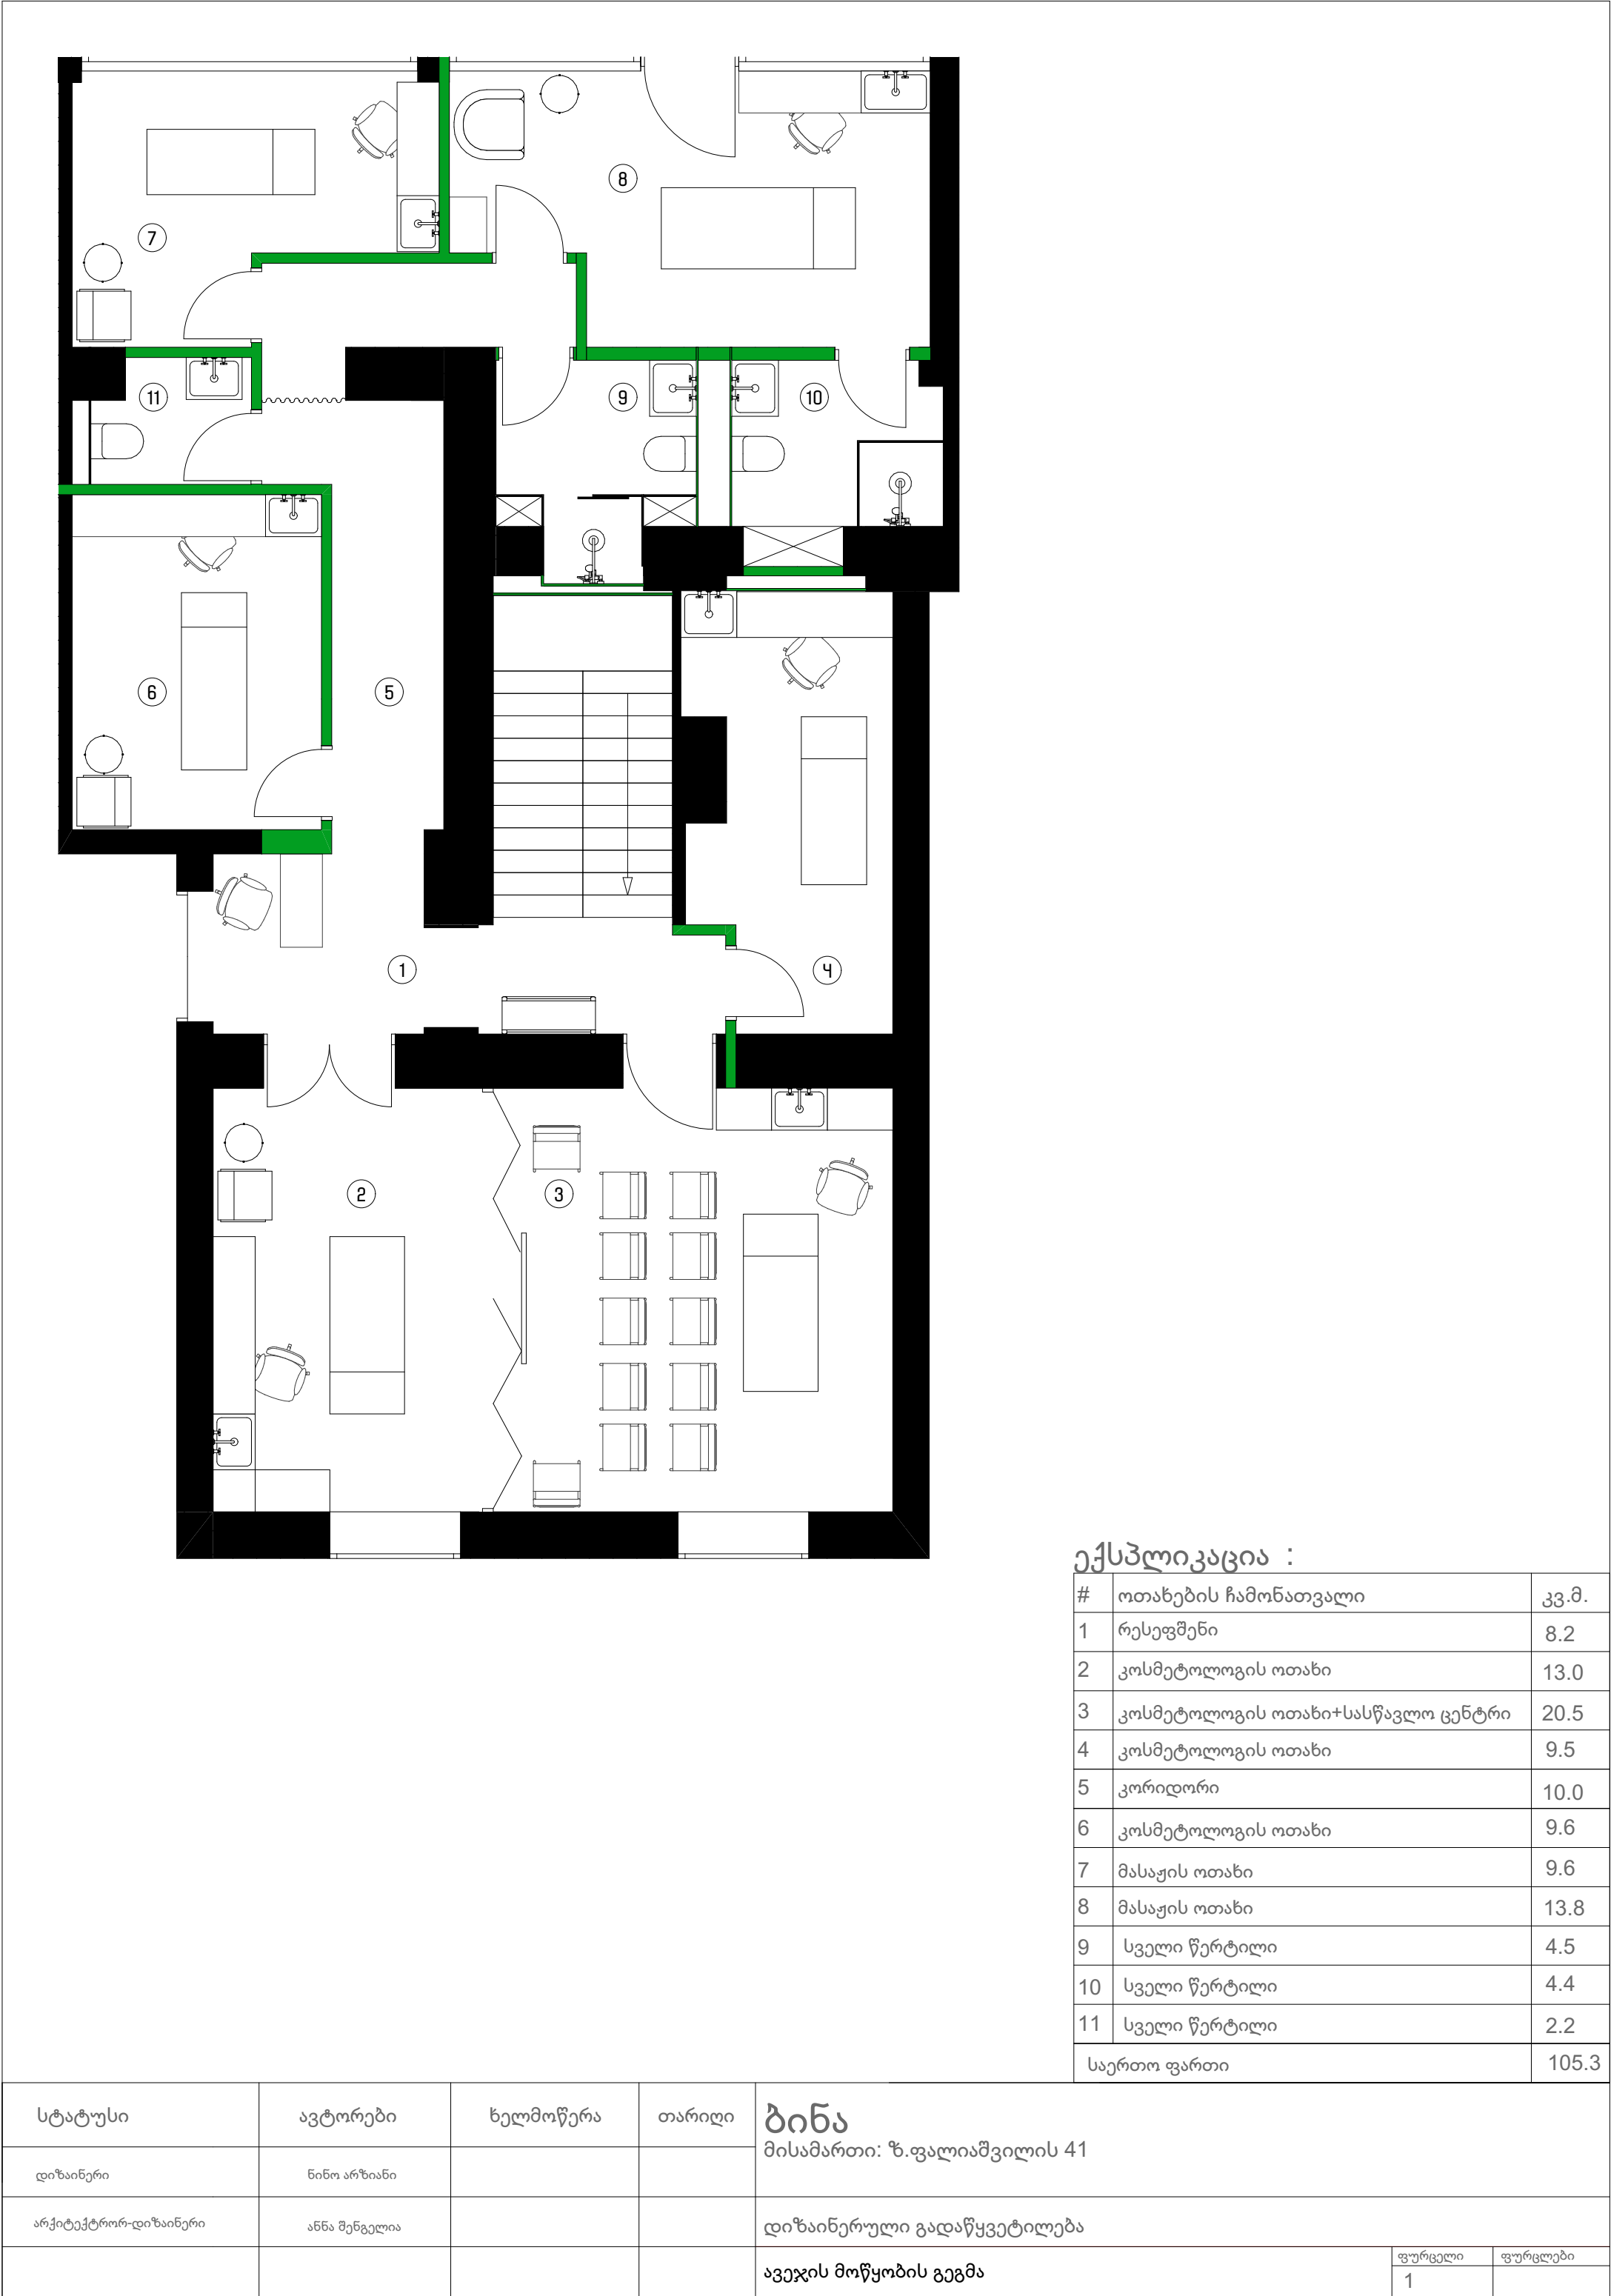 8
7
11
9
10
6
5
1
4
2
3
ექსპლიკაცია :
# ოთახების ჩამონათვალი კვ.მ.
1 რესეფშენი 8.2
2 კოსმეტოლოგის ოთახი 13.0
3 კოსმეტოლოგის ოთახი+სასწავლო ცენტრი 20.5
4 კოსმეტოლოგის ოთახი 9.5
5 კორიდორი 10.0
6 კოსმეტოლოგის ოთახი 9.6
7 მასაჟის ოთახი 9.6
8 მასაჟის ოთახი 13.8
9 სველი წერტილი 4.5
10 სველი წერტილი 4.4
11 სველი წერტილი 2.2
საერთო ფართი 105.3
სტატუსი ავტორები ხელმოწერა თარიღი
ბინა
მისამართი: ზ.ფალიაშვილის 41
დიზაინერი ნინო არზიანი
არქიტექტრორ-დიზაინერი ანნა შენგელია
დიზაინერული გადაწყვეტილება
ავეჯის მოწყობის გეგმა
ფურცელი ფურცლები
1